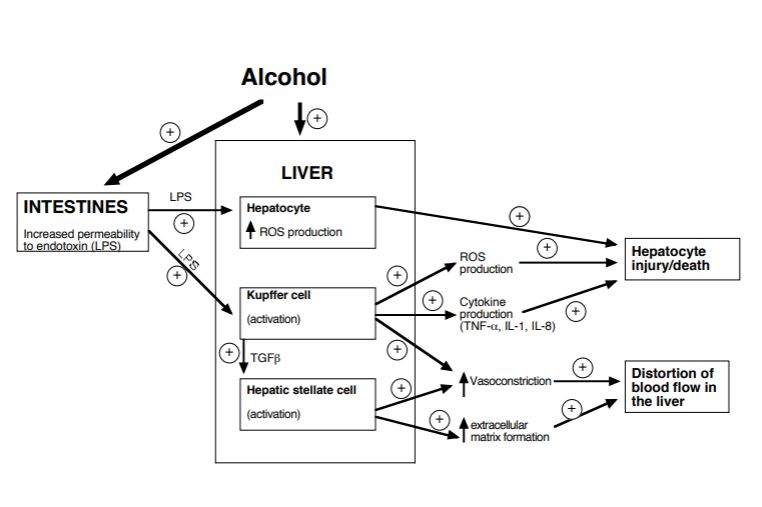 Alcohol
+
+
LIVER
INTESTINES
Increased permeability
to endotoxin (LPS)
LPS
+
LPS
+
Hepatocyte
ROS production
+
Kupffer cell
(activation)
+
ROS
production
+
+
Cytokine
production
(TNF-α, IL-1, IL-8)
+
Hepatocyte
injury/death
+
TGFβ
+
Hepatic stellate cell
(activation)
+
Vasoconstriction
+
+
extracellular
matrix formation
+
Distortion of
blood flow in
the liver